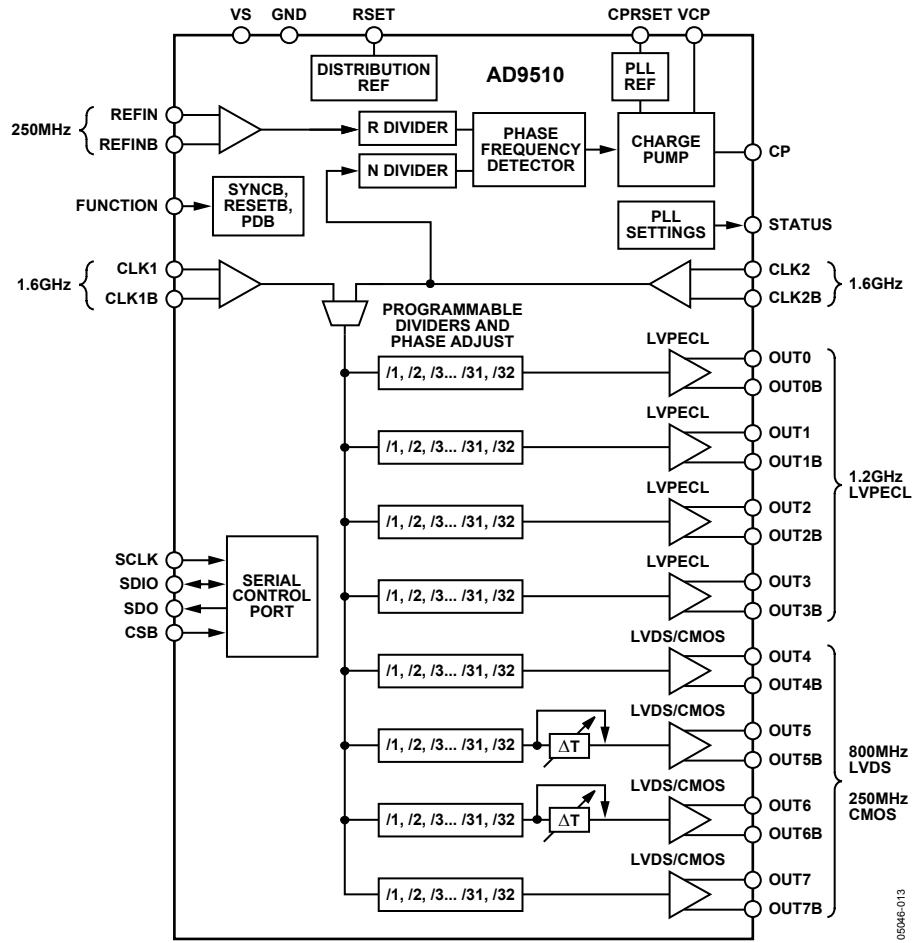 VS GND RSET CPRSET VCP
DISTRIBUTION
REF
AD9510
PLL
REF
250MHz
REFIN
REFINB
R DIVIDER
N DIVIDER
PHASE
FREQUENCY
DETECTOR
CHARGE
PUMP
CP
FUNCTION
SYNCB,
RESETB,
PDB
PLL
SETTINGS
STATUS
1.6GHz
CLK1
CLK1B
CLK2
CLK2B
1.6GHz
PROGRAMMABLE
DIVIDERS AND
PHASE ADJUST
LVPECL
/1, /2, /3... /31, /32
OUT0
OUT0B
LVPECL
/1, /2, /3... /31, /32
OUT1
OUT1B
1.2GHz
LVPECL
LVPECL
/1, /2, /3... /31, /32
OUT2
OUT2B
LVPECL
/1, /2, /3... /31, /32
OUT3
OUT3B
SCLK
SDIO
SDO
CSB
SERIAL
CONTROL
PORT
LVDS/CMOS
/1, /2, /3... /31, /32
OUT4
OUT4B
LVDS/CMOS
/1, /2, /3... /31, /32
ΔT
OUT5
OUT5B
800MHz
LVDS
250MHz
CMOS
LVDS/CMOS
/1, /2, /3... /31, /32
ΔT
OUT6
OUT6B
LVDS/CMOS
/1, /2, /3... /31, /32
OUT7
OUT7B
05046-013